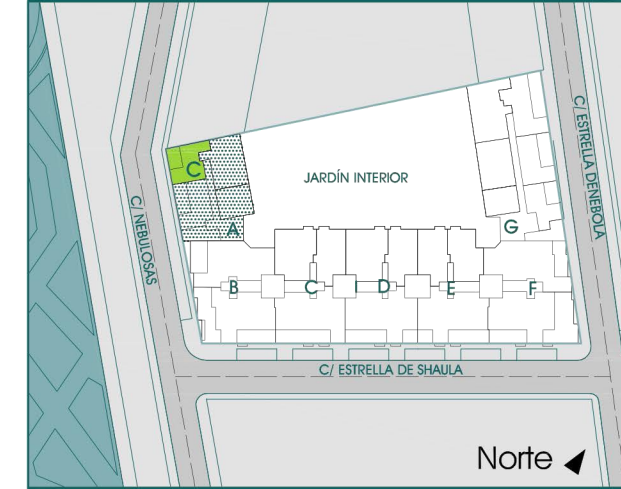 C/ ESTRELLA DENEBOLA
C
JARDÍN INTERIOR
C/ NEBULOSAS
A
G
B
C
D
E
F
C/ ESTRELLA DE SHAULA
Norte